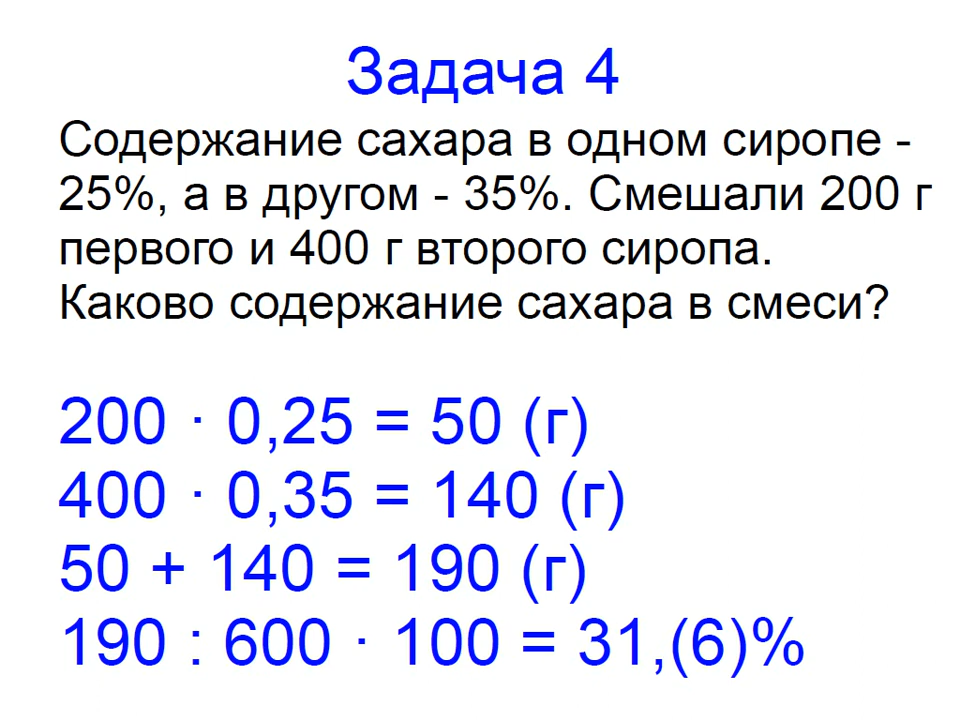 Задача 4
Содержание сахара в одном сиропе -
25%, а в другом - 35%. Смешали 200 г
первого и 400 г второго сиропа.
Каково содержание сахара в смеси?
200 · 0,25 = 50 (г)
400 · 0,35 = 140 (г)
50 + 140 = 190 (г)
190 : 600 · 100 = 31,(6)%